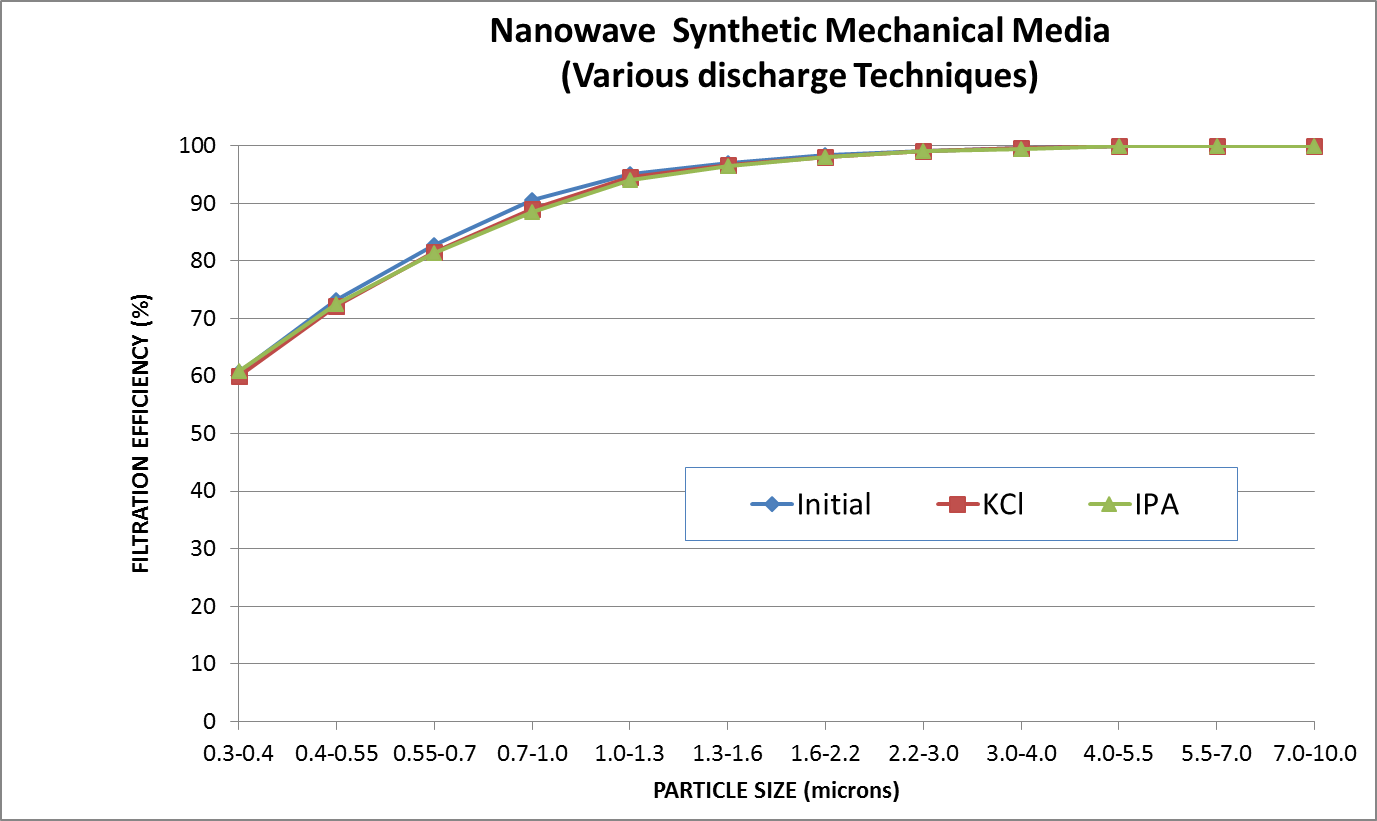 Nanowave  Synthetic Mechanical Media
(Various discharge Techniques)
100
90
80
70
60
50
40
30
20
10
0
FILTRATION EFFICIENCY (%)
Initial KCl IPA
0.3-0.4 0.4-0.55 0.55-0.7 0.7-1.0 1.0-1.3 1.3-1.6 1.6-2.2 2.2-3.0 3.0-4.0 4.0-5.5 5.5-7.0 7.0-10.0
PARTICLE SIZE (microns)